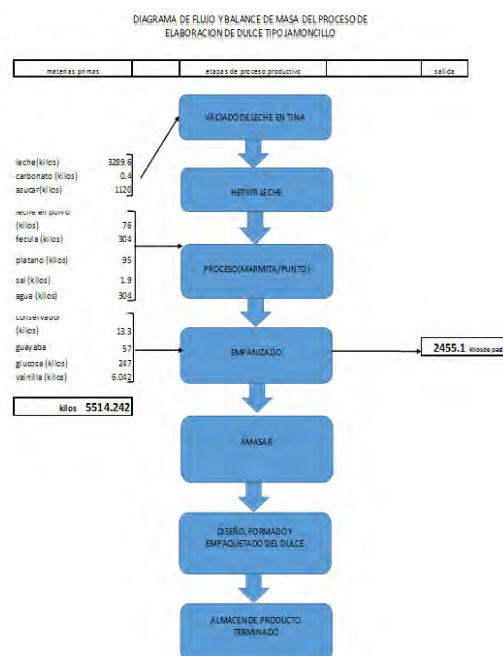 DIAGRAMA DE FLUJO Y BALANCE DE MASA DEL PROCESO DE
ELABORACION DE DULCE TIPO JAMONCILLO
materias primas etapas de proceso productivo salida
VACIADO DE LECHE EN TINA
leche(kilos) 3289.6
carbonato (kilos) 0.4
azucar(kilos) 1120
HERVIR LECHE
leche en polvo
(kilos) 76
fecula (kilos) 304
platano (kilos) 95
sal (kilos) 1.9
agua (kilos) 304
PROCESO(MARMITA/PUNTO)
conservador
(kilos) 13.3
guayaba 57
glucosa (kilos) 247
vainilla (kilos) 6.042
EMPANIZADO
2455.1 kilos de past
kilos 5514.242
AMASAR
DISEÑO, FORMADO Y
EMPAQUETADO DEL DULCE
ALMACEN DE PRODUCTO
TERMINADO